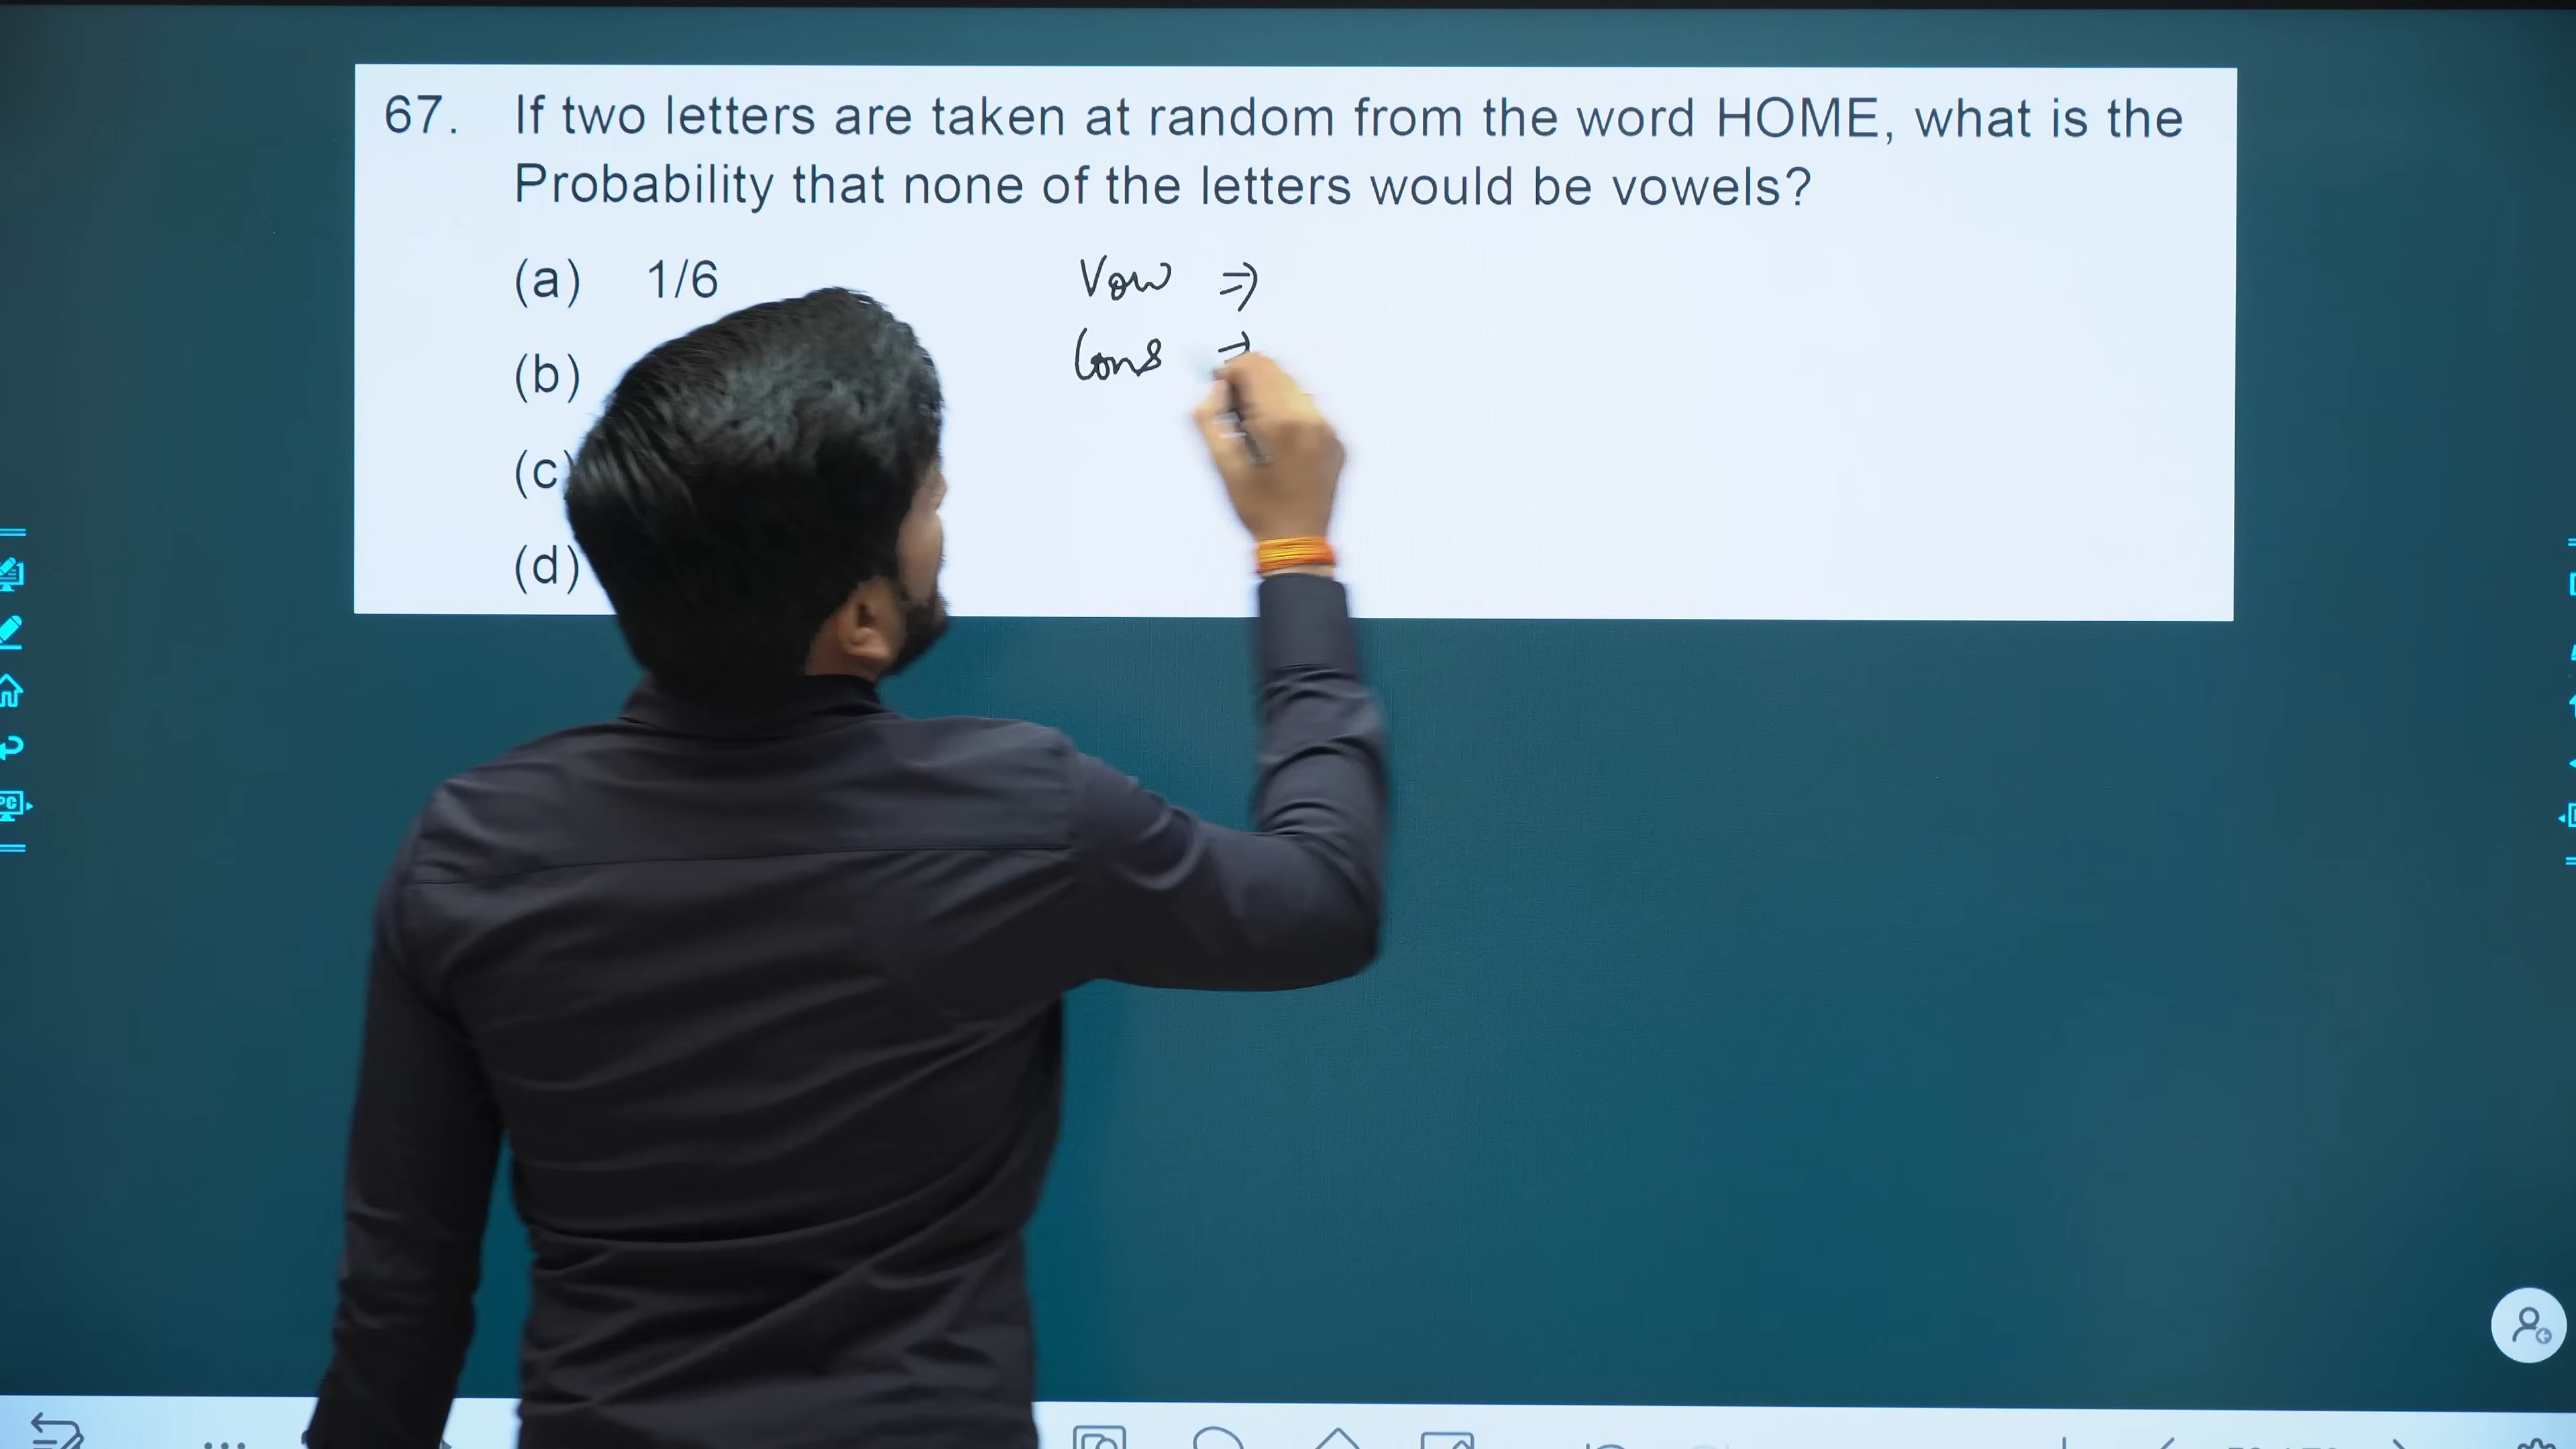 67. If two letters are taken at random from the word HOME, what is the
Probability that none of the letters would be vowels?
(a) 1/6
Vow ⇒
(b)
Cons ⇒
(c)
(d)